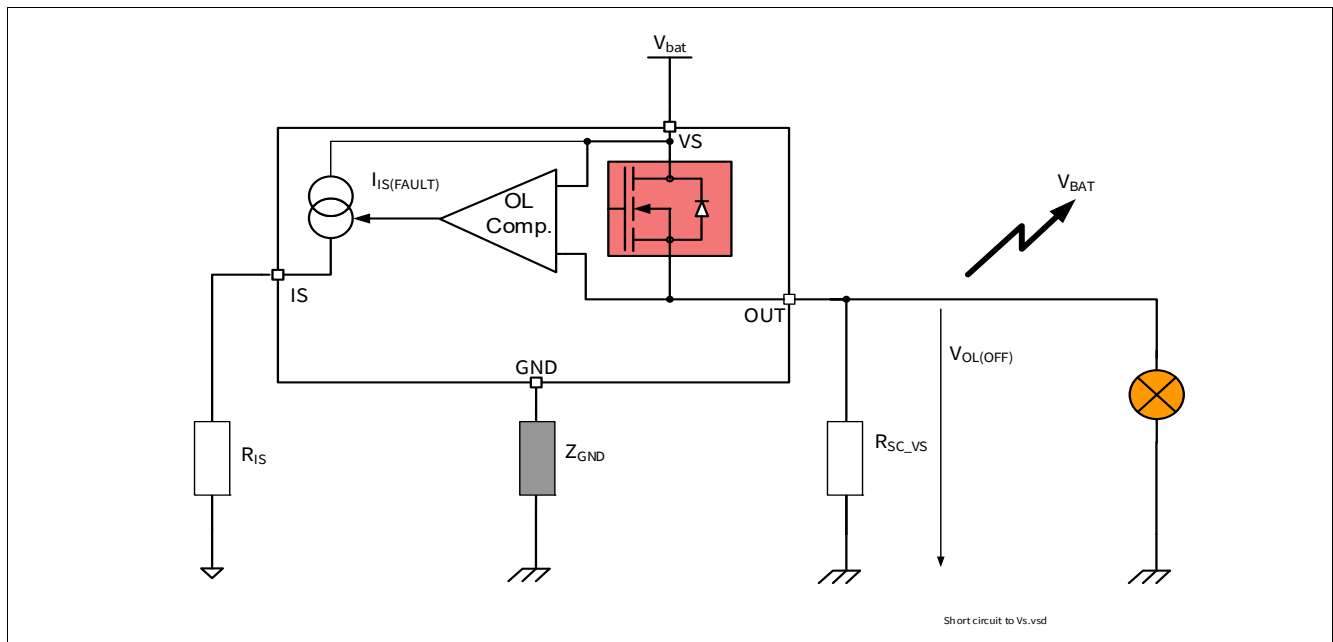 Vbat
VS
IIS(FAULT)
OL
Comp.
VBAT
IS
OUT
VOL(OFF)
GND
RIS
ZGND
RSC_VS
Short circuit to Vs.vsd